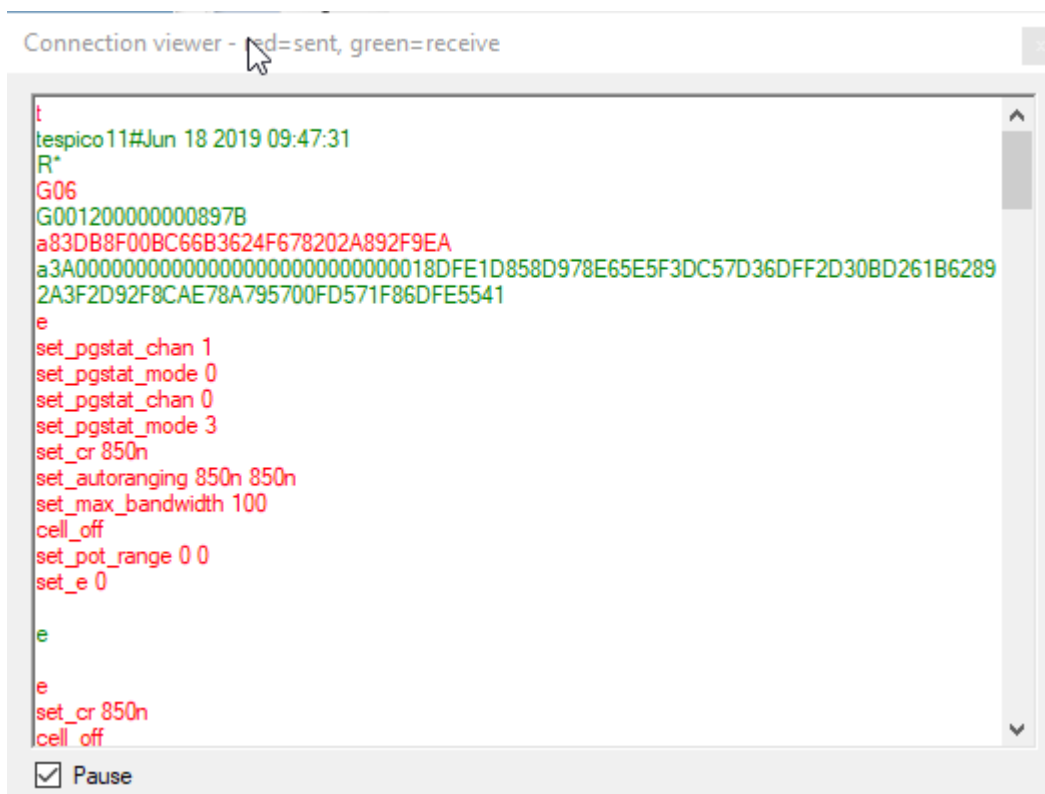 Connection viewer - red=sent, green=receive
t
tespico11#Jun 18 2019 09:47:31
R*
G06
G001200000000897B
a83DB8F00BC66B3624F678202A892F9EA
a3A00000000000000000000000000018DFE1D858D978E65E5F3DC57D36DFF2D30BD261B6289
2A3F2D92F8CAE78A795700FD571F86DFE5541
e
set_pgstat_chan 1
set_pgstat_mode 0
set_pgstat_chan 0
set_pgstat_mode 3
set_cr 850n
set_autoranging 850n 850n
set_max_bandwidth 100
cell_off
set_pot_range 0 0
set_e 0
e
e
set_cr 850n
cell_off
Pause